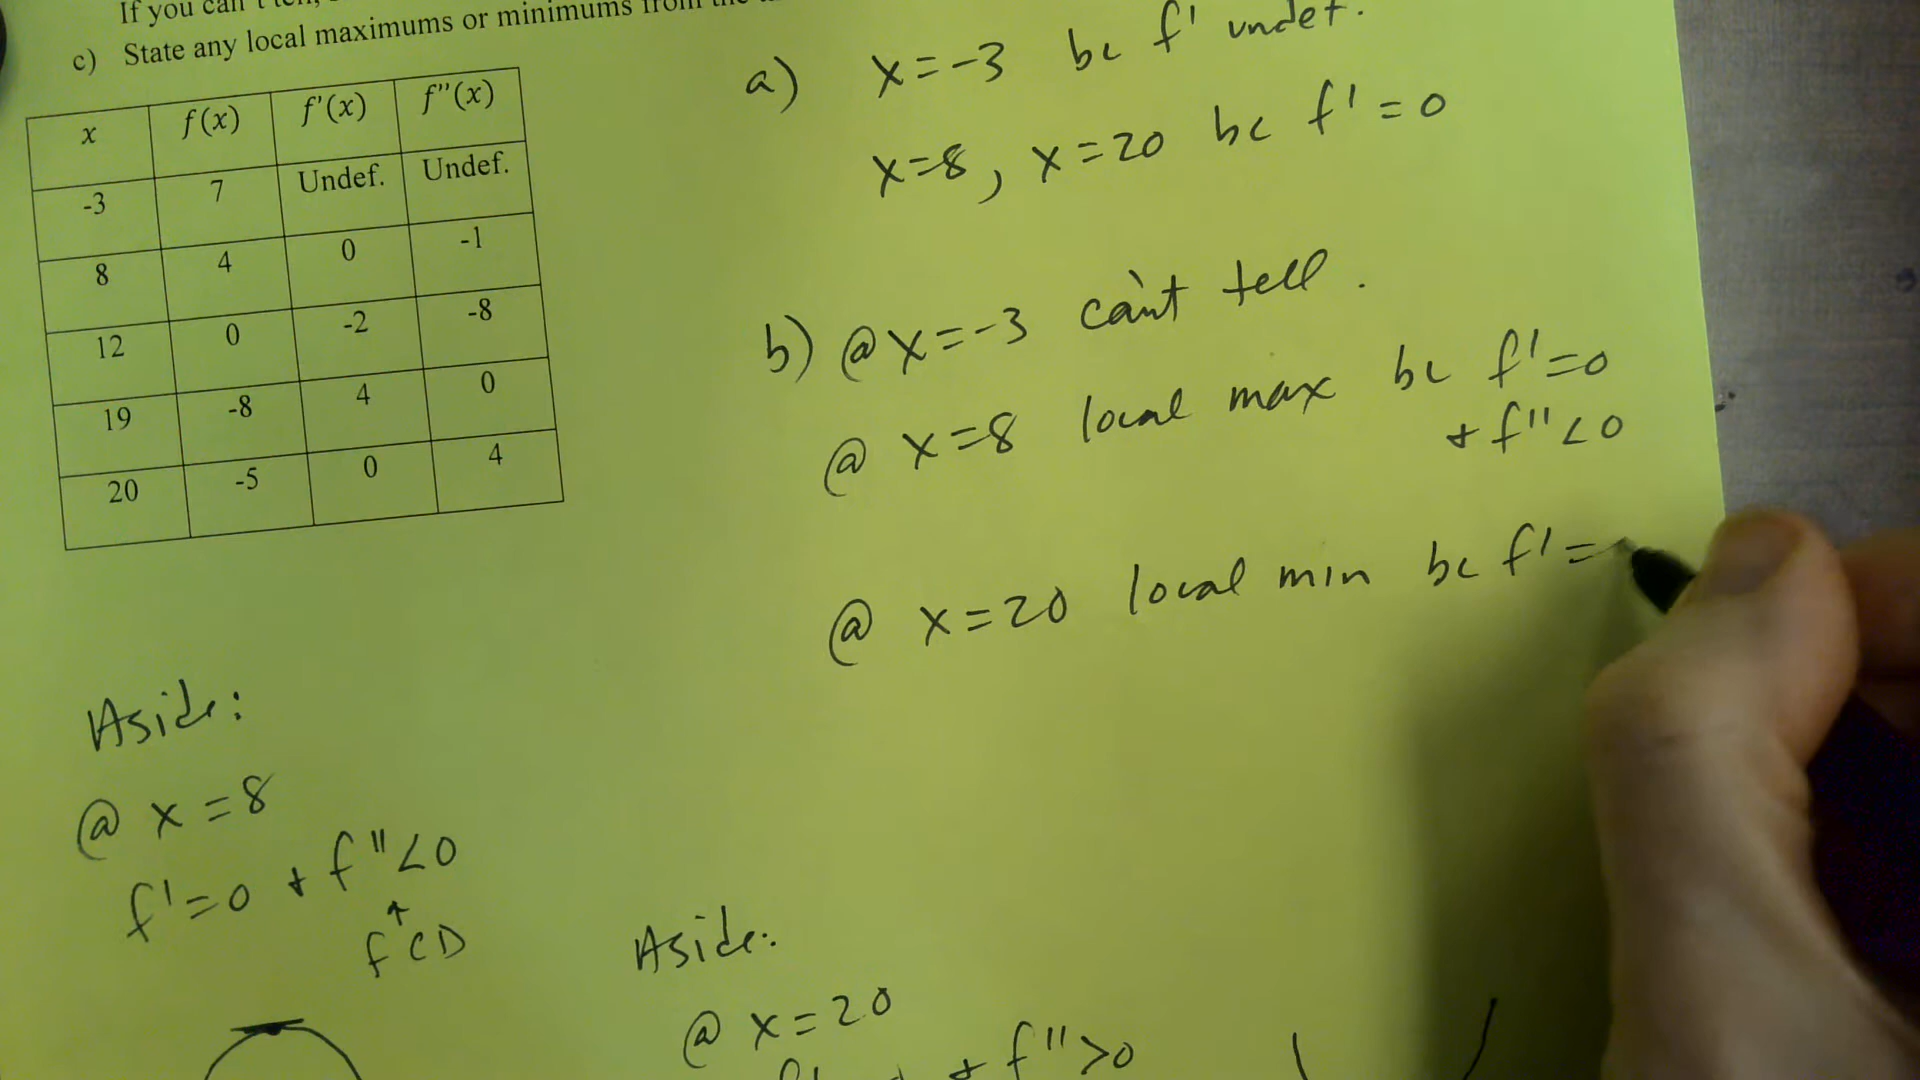 If you can't
c) State any local maximums or minimums from the
x f(x) f'(x) f''(x)
-3 7 Undef. Undef.
8 4 0 -1
12 0 -2 -8
19 -8 4 0
20 -5 0 4
a) x=-3 bc f' undef.
x=8, x=20 bc f'=0
b) @ x=-3 can't tell.
@ x=8 local max bc f'=0
+ f''<0
@ x=20 local min bc f'=
Aside:
@ x=8
f'=0 + f''<0
↑
f CD
Aside:
@ x=20
+ f''>0